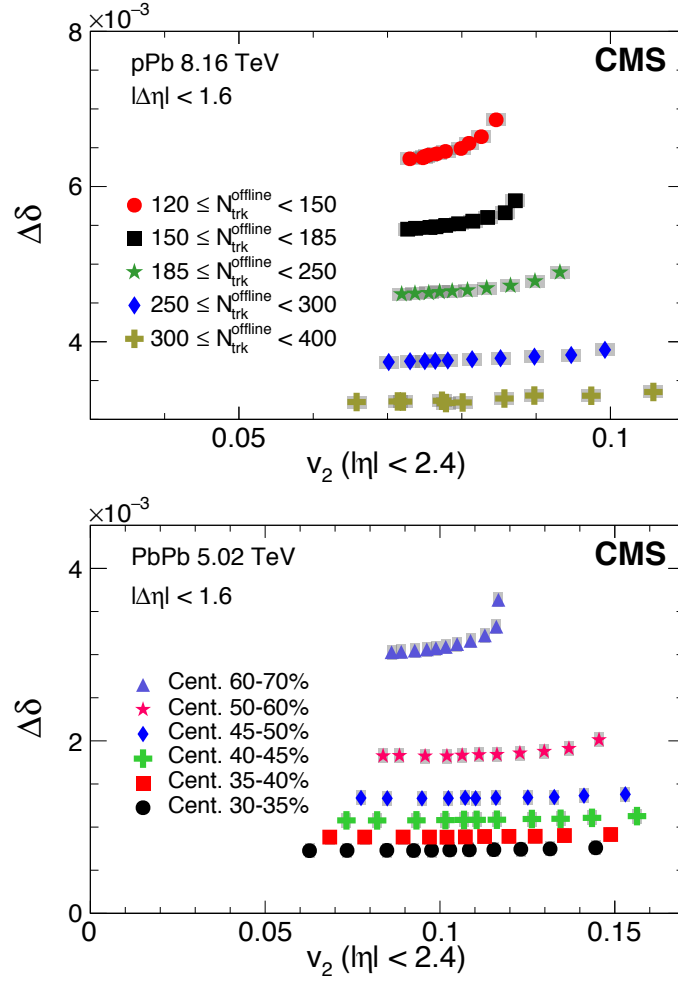 ×10⁻³
8
pPb 8.16 TeV
CMS
|Δη| < 1.6
6
Δδ
120 ≤ N_trk^offline < 150
150 ≤ N_trk^offline < 185
185 ≤ N_trk^offline < 250
250 ≤ N_trk^offline < 300
300 ≤ N_trk^offline < 400
4
0.05 0.1
v₂ (|η| < 2.4)
×10⁻³
PbPb 5.02 TeV
CMS
4
|Δη| < 1.6
Δδ
Cent. 60-70%
Cent. 50-60%
2
Cent. 45-50%
Cent. 40-45%
Cent. 35-40%
Cent. 30-35%
0
0 0.05 0.1 0.15
v₂ (|η| < 2.4)